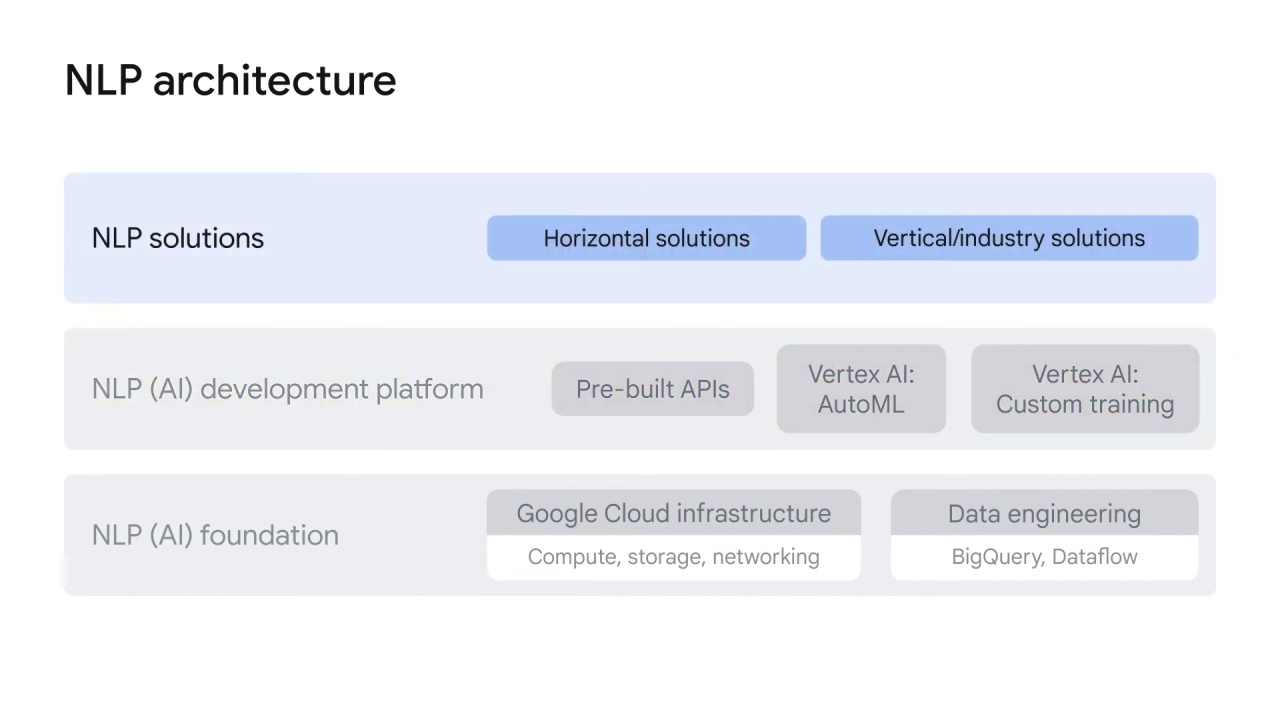 NLP architecture
NLP solutions
Horizontal solutions
Vertical/industry solutions
NLP (AI) development platform
Pre-built APIs
Vertex AI:
AutoML
Vertex AI:
Custom training
NLP (AI) foundation
Google Cloud infrastructure
Compute, storage, networking
Data engineering
BigQuery, Dataflow